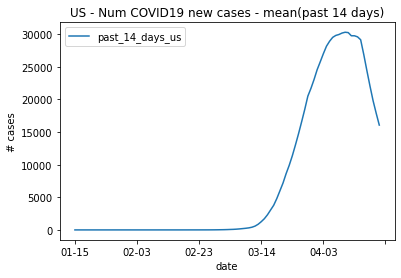 US - Num COVID19 new cases - mean(past 14 days)
past_14_days_us
# cases
30000
25000
20000
15000
10000
5000
0
01-15 02-03 02-23 03-14 04-03
date